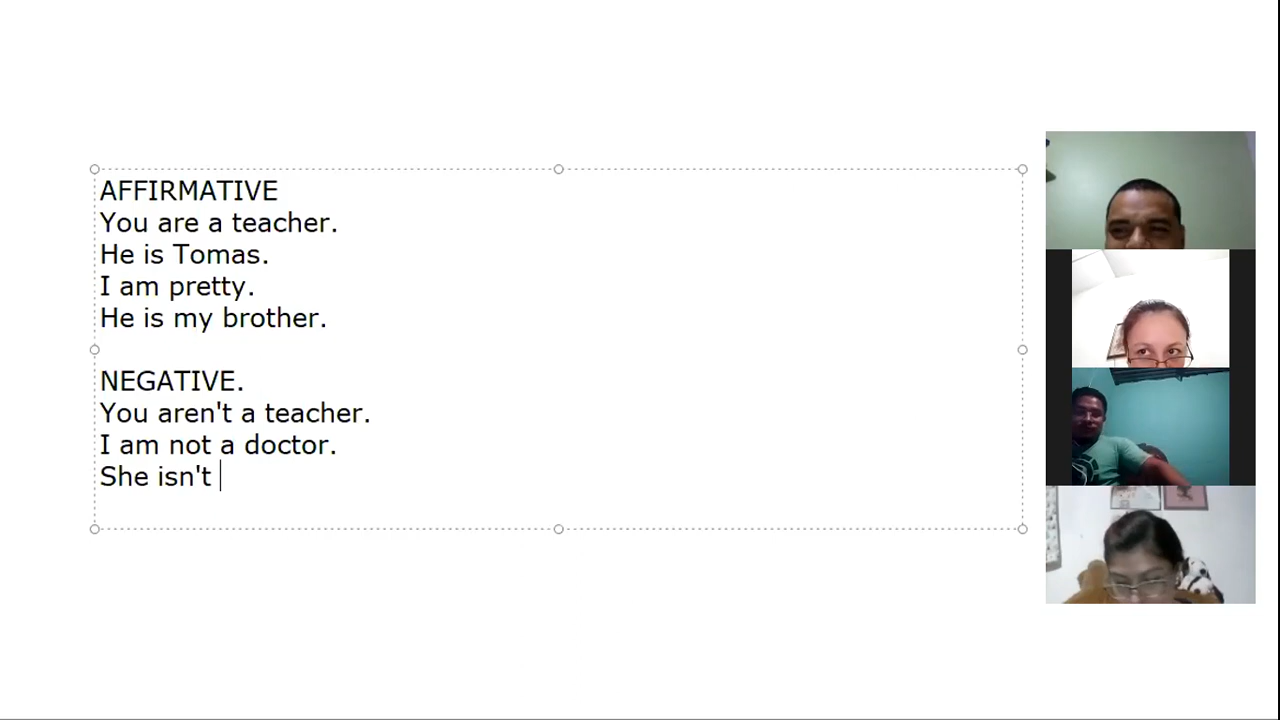 AFFIRMATIVE
You are a teacher.
He is Tomas.
I am pretty.
He is my brother.
NEGATIVE.
You aren't a teacher.
I am not a doctor.
She isn't